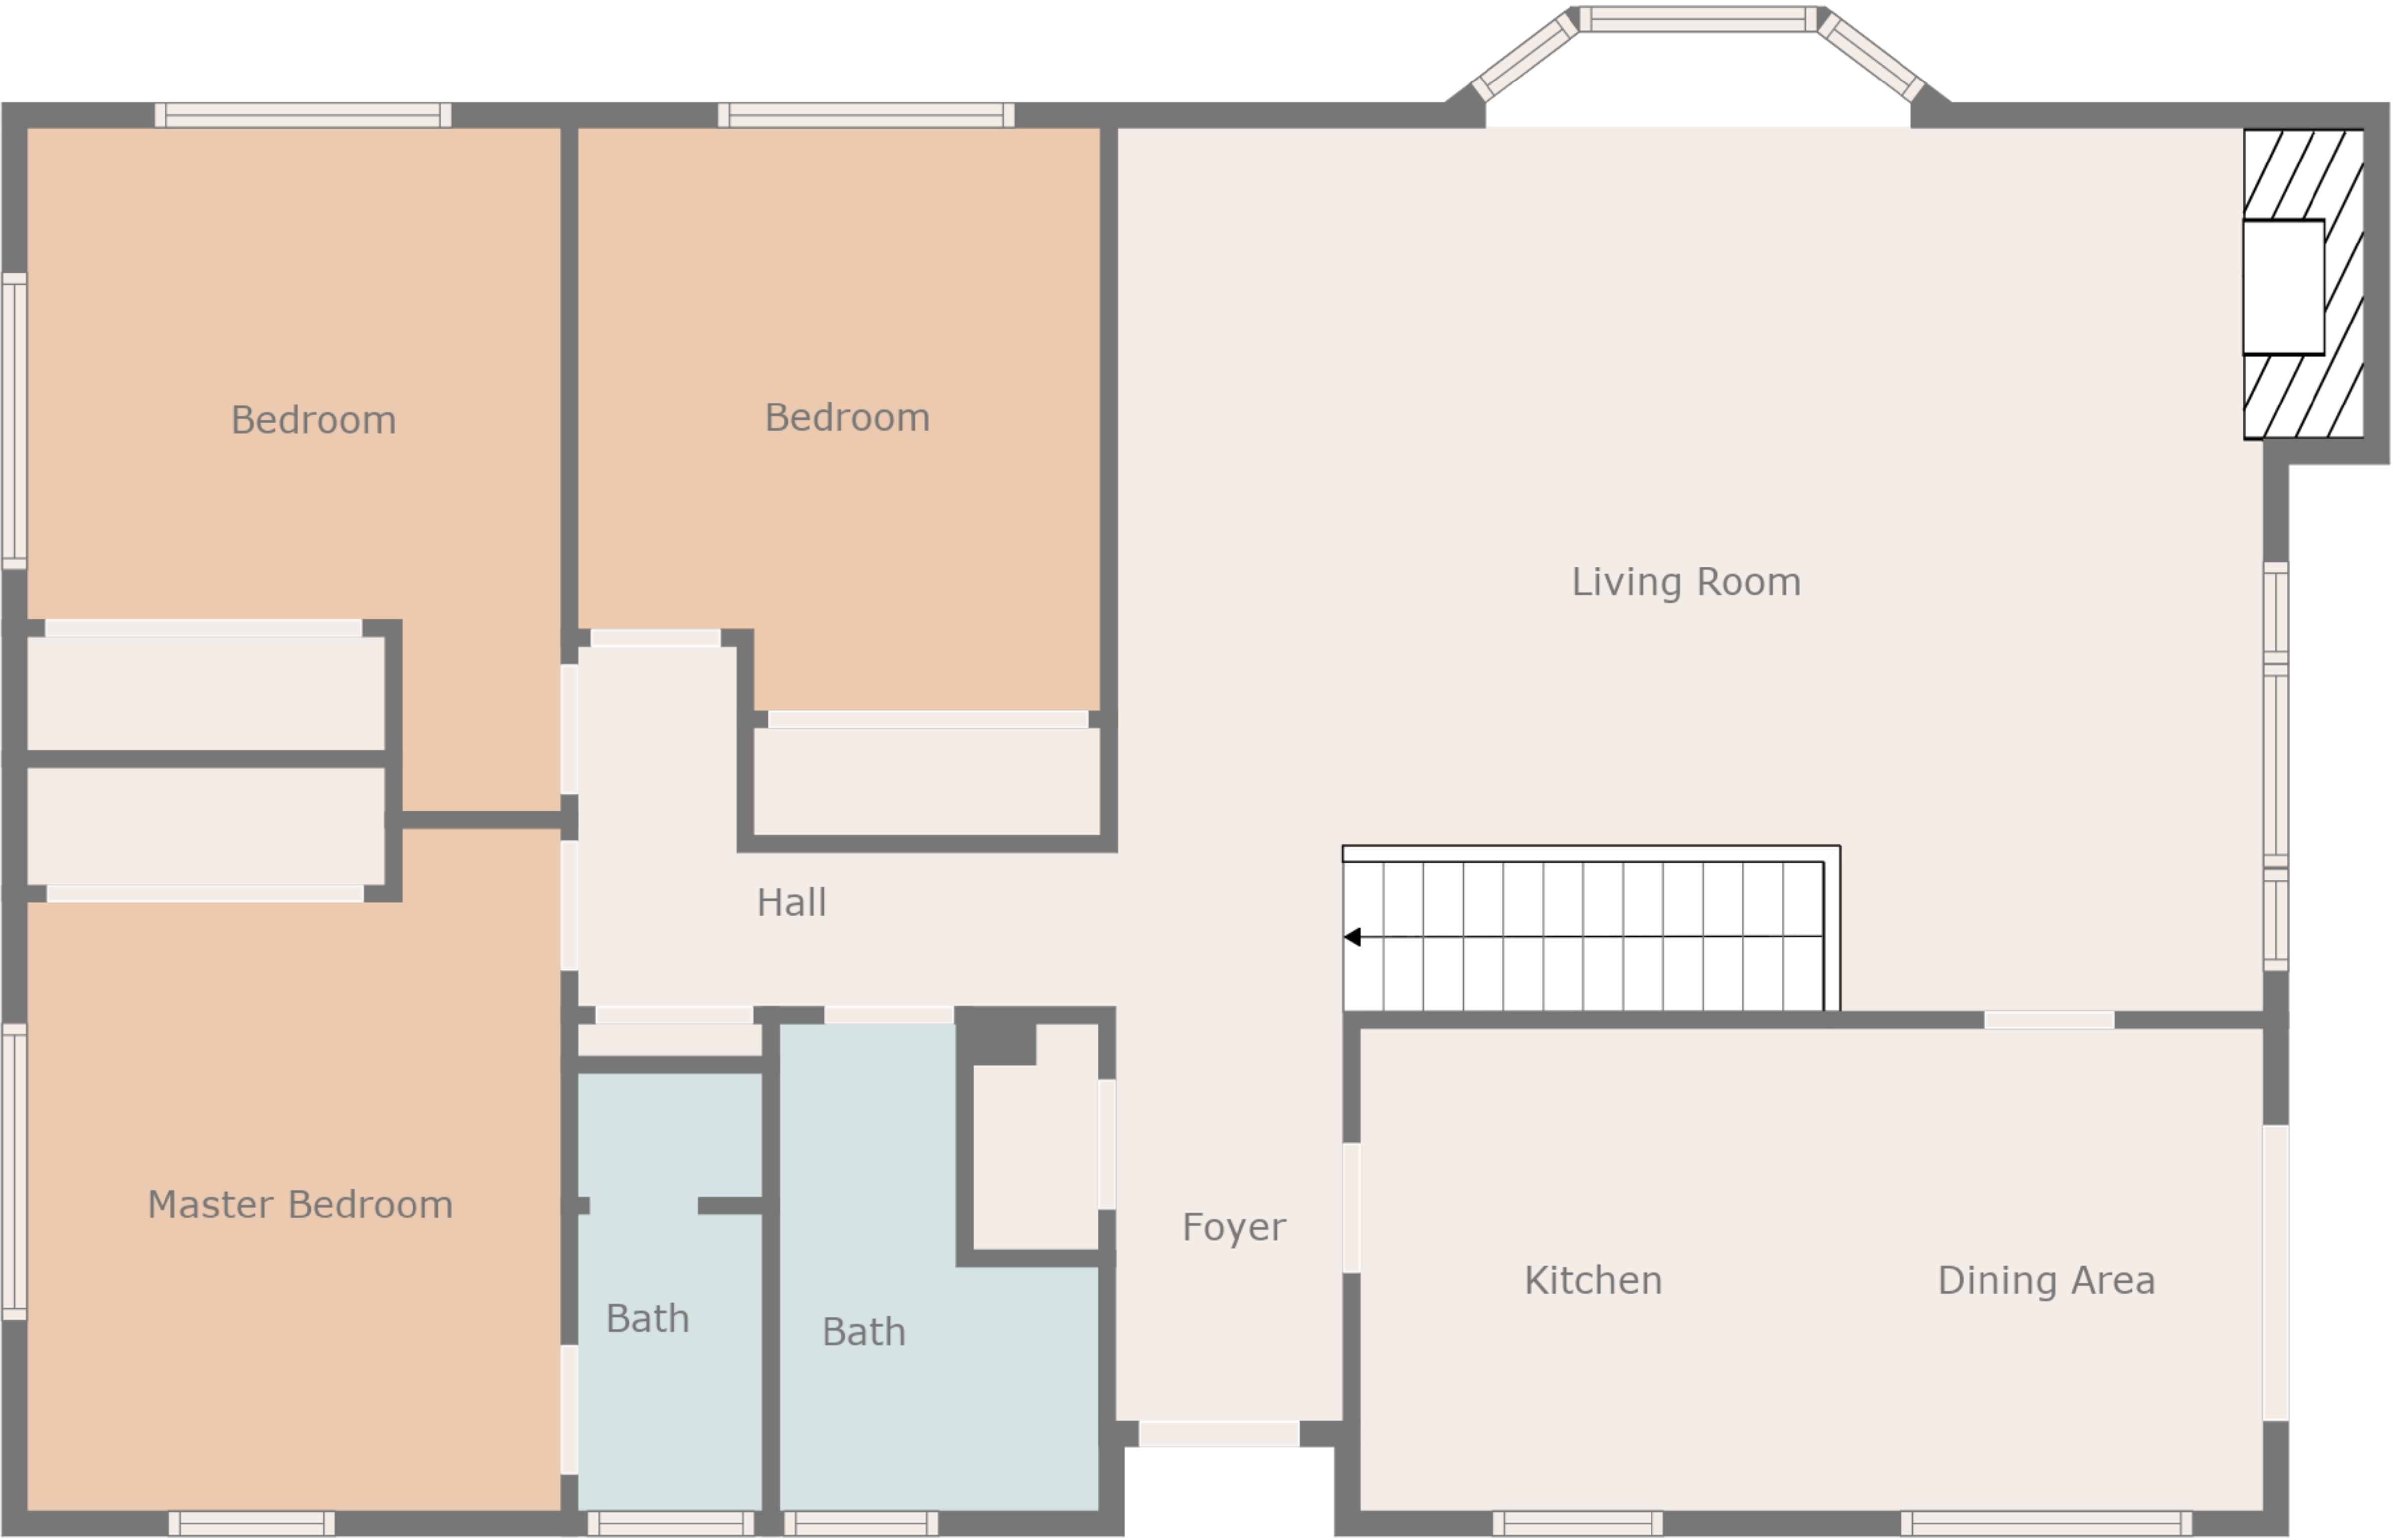 Bedroom
Bedroom
Living Room
Hall
Master Bedroom
Foyer
Kitchen
Dining Area
Bath
Bath